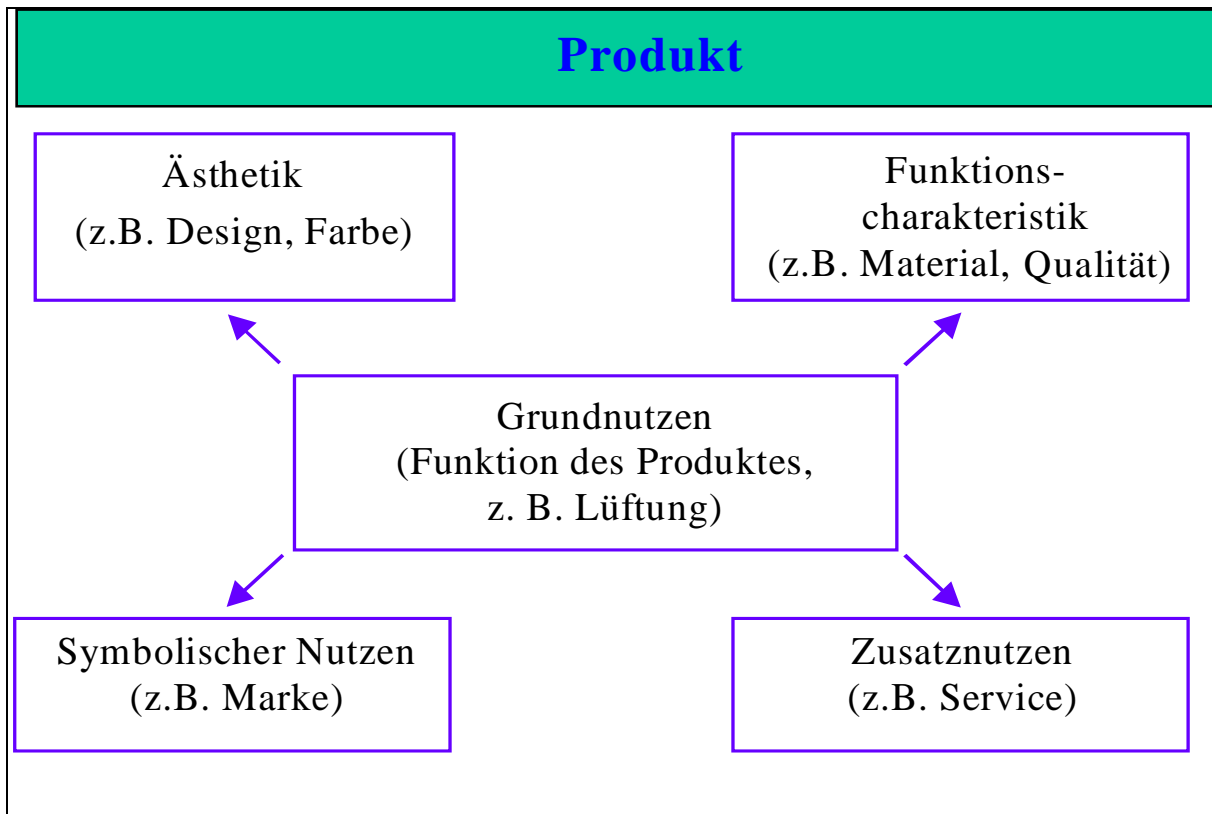 Produkt
Ästhetik
(z.B. Design, Farbe)
Funktions-
charakteristik
(z.B. Material, Qualität)
Grundnutzen
(Funktion des Produktes,
z. B. Lüftung)
Symbolischer Nutzen
(z.B. Marke)
Zusatznutzen
(z.B. Service)